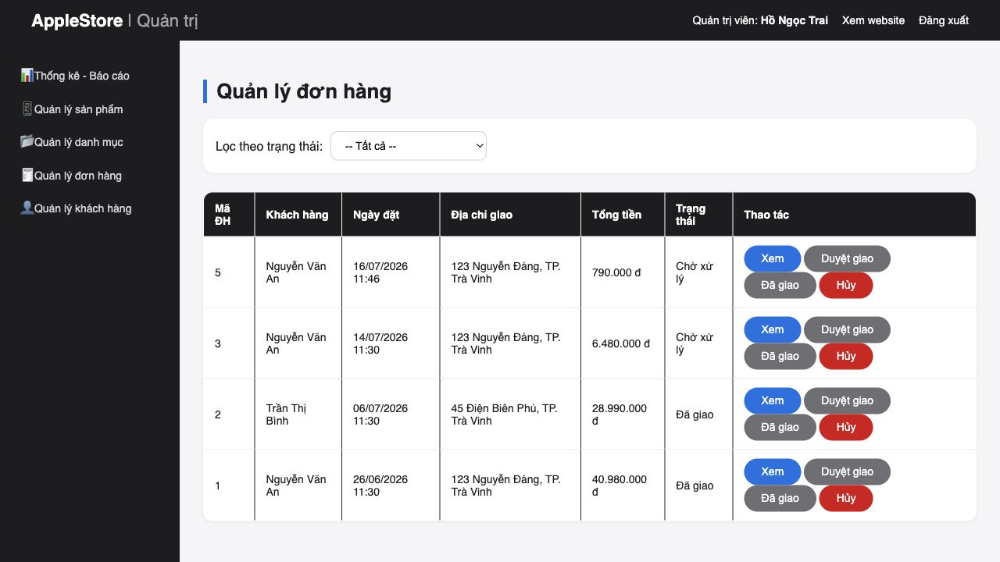 AppleStore | Quản trị
Quản trị viên: Hồ Ngọc Trai Xem website Đăng xuất
Thống kê - Báo cáo
Quản lý sản phẩm
Quản lý danh mục
Quản lý đơn hàng
Quản lý khách hàng
Quản lý đơn hàng
Lọc theo trạng thái: -- Tất cả --
Mã ĐH Khách hàng Ngày đặt Địa chỉ giao Tổng tiền Trạng thái Thao tác
5 Nguyễn Văn An 16/07/2026 11:46 123 Nguyễn Đáng, TP. Trà Vinh 790.000 đ Chờ xử lý Xem Duyệt giao Đã giao Hủy
3 Nguyễn Văn An 14/07/2026 11:30 123 Nguyễn Đáng, TP. Trà Vinh 6.480.000 đ Chờ xử lý Xem Duyệt giao Đã giao Hủy
2 Trần Thị Bình 06/07/2026 11:30 45 Điện Biên Phủ, TP. Trà Vinh 28.990.000 đ Đã giao Xem Duyệt giao Đã giao Hủy
1 Nguyễn Văn An 26/06/2026 11:30 123 Nguyễn Đáng, TP. Trà Vinh 40.980.000 đ Đã giao Xem Duyệt giao Đã giao Hủy